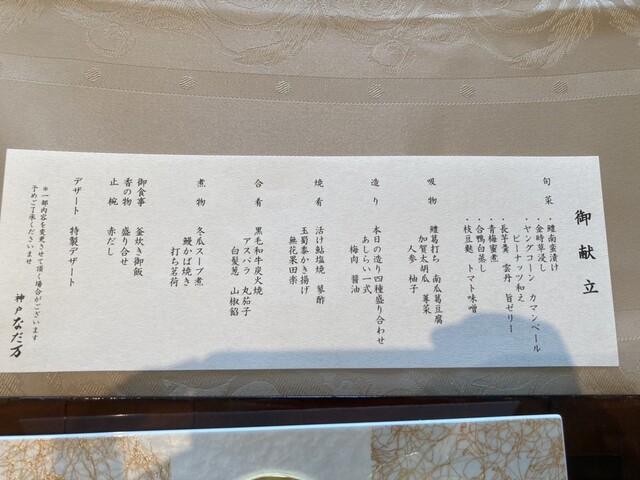 御献立
旬菜
・鱧南蛮漬け
・金時草浸し
・ヤングコーン カマンベール
ピーナッツ和え
・長芋羹 雲丹 旨ゼリー
・青梅蜜煮
・合鴨白蒸し
・枝豆麩 トマト味噌
吸物
鱧葛打ち 南瓜葛豆腐
加賀太胡瓜 蓴菜
人参 柚子
造り
本日の造り四種盛り合わせ
あしらい一式
梅肉 醤油
焼肴
活け鮎塩焼 蓼酢
玉蜀黍かき揚げ
無花果田楽
合肴
黒毛和牛炭火焼
アスパラ 丸茄子
白髪葱 山椒餡
煮物
冬瓜スープ煮
鰻かば焼き
打ち茗荷
御食事 釜炊き御飯
香の物 盛り合せ
止椀 赤だし
デザート 特製デザート
＊一部内容を変更させて頂く場合がございます
予めご了承くださいませ
神戸なだ万